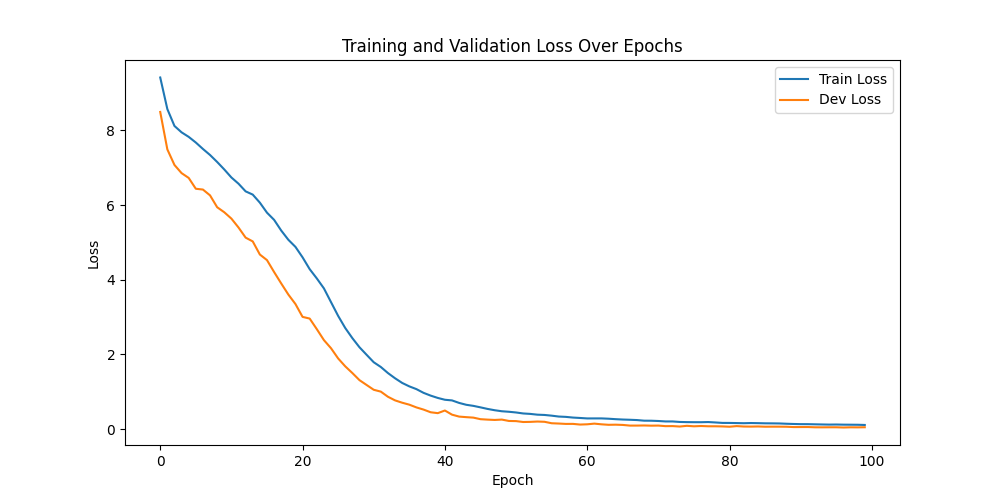 Training and Validation Loss Over Epochs
Train Loss
Dev Loss
8
6
4
2
0
Loss
0 20 40 60 80 100
Epoch